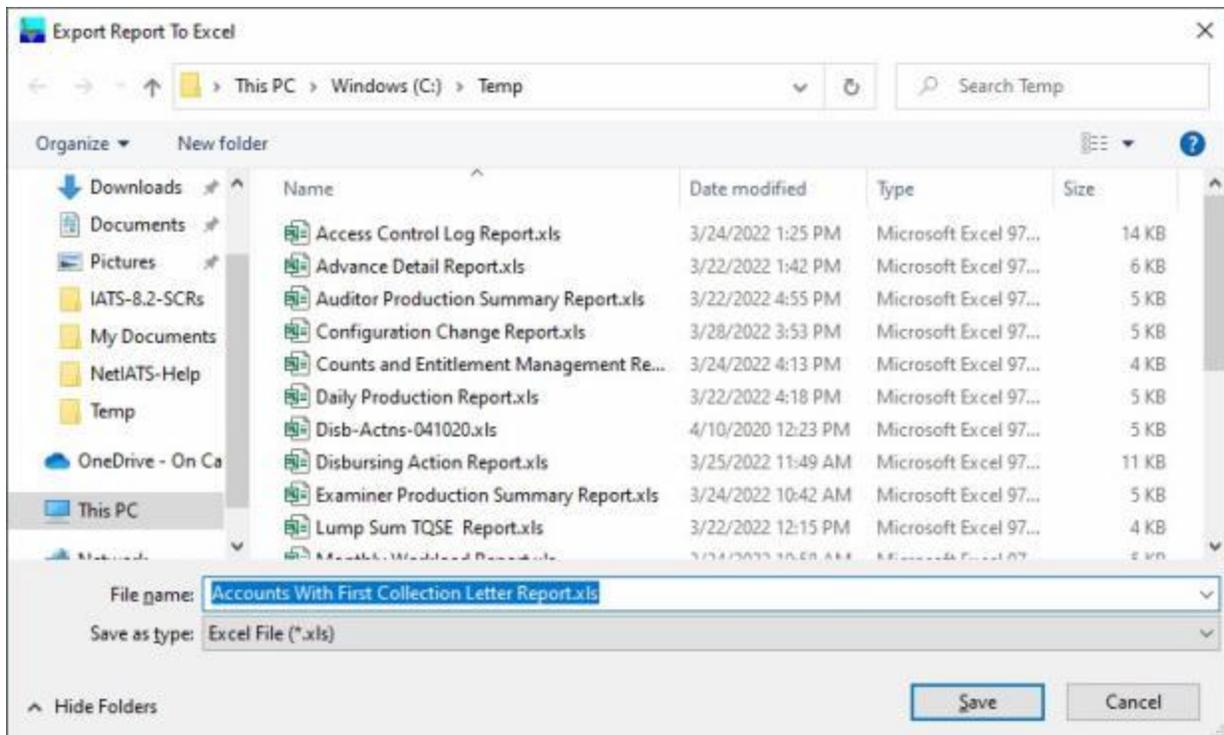 Export Report To Excel
This PC > Windows (C:) > Temp
Search Temp
Organize
New folder
Downloads
Documents
Pictures
IATS-8.2-SCRs
My Documents
NetIATS-Help
Temp
OneDrive - On Ca
This PC
Name Date modified Type Size
Access Control Log Report.xls 3/24/2022 1:25 PM Microsoft Excel 97... 14 KB
Advance Detail Report.xls 3/22/2022 1:42 PM Microsoft Excel 97... 6 KB
Auditor Production Summary Report.xls 3/22/2022 4:55 PM Microsoft Excel 97... 5 KB
Configuration Change Report.xls 3/28/2022 3:53 PM Microsoft Excel 97... 5 KB
Counts and Entitlement Management Re... 3/24/2022 4:13 PM Microsoft Excel 97... 4 KB
Daily Production Report.xls 3/22/2022 4:18 PM Microsoft Excel 97... 5 KB
Disb-Actns-041020.xls 4/10/2020 12:23 PM Microsoft Excel 97... 5 KB
Disbursing Action Report.xls 3/25/2022 11:49 AM Microsoft Excel 97... 11 KB
Examiner Production Summary Report.xls 3/24/2022 10:42 AM Microsoft Excel 97... 5 KB
Lump Sum TQSE  Report.xls 3/22/2022 12:15 PM Microsoft Excel 97... 4 KB
File name: Accounts With First Collection Letter Report.xls
Save as type: Excel File (*.xls)
Hide Folders
Save
Cancel